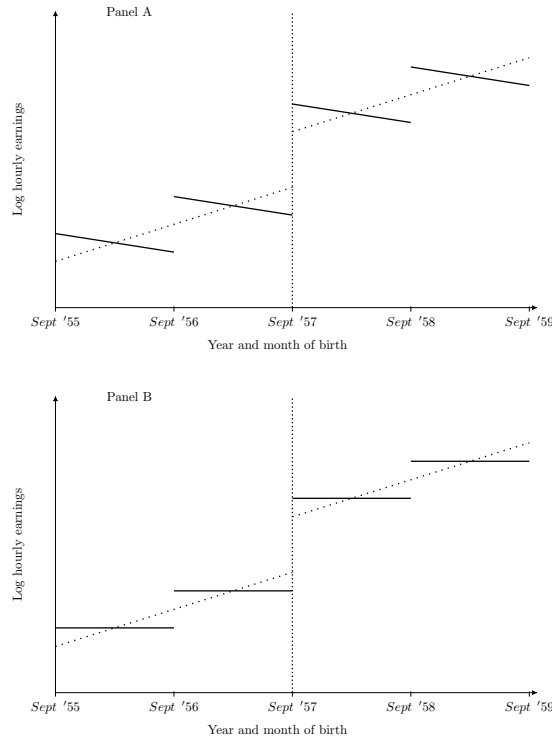 Panel A
Log hourly earnings
Sept '55 Sept '56 Sept '57 Sept '58 Sept '59
Year and month of birth
Panel B
Log hourly earnings
Sept '55 Sept '56 Sept '57 Sept '58 Sept '59
Year and month of birth